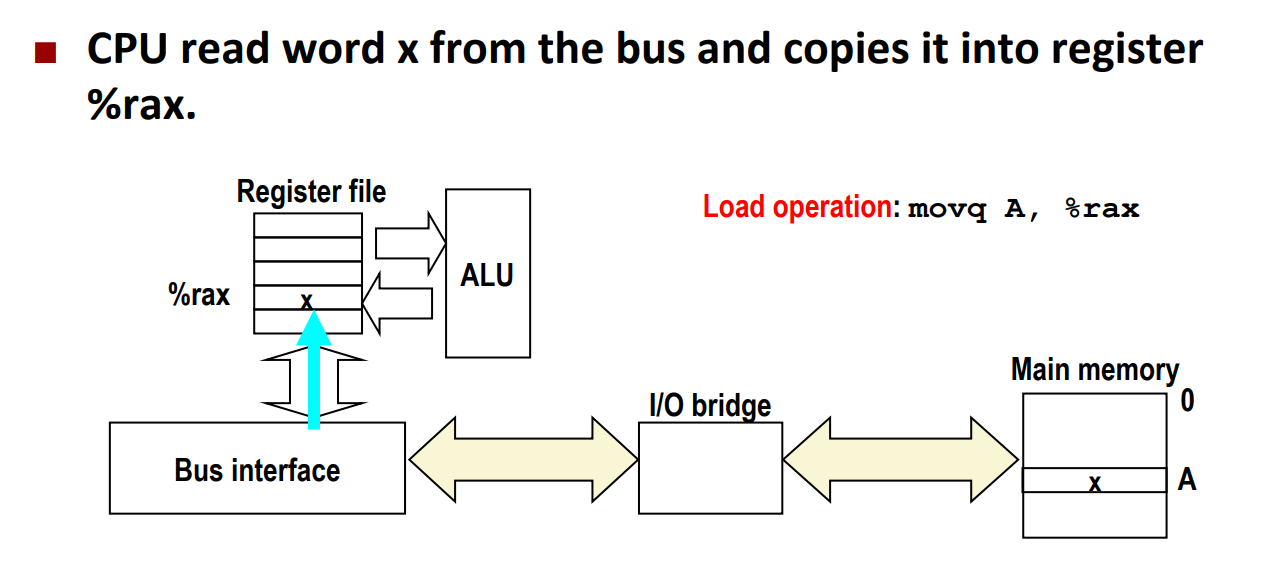 CPU read word x from the bus and copies it into register
%rax.
Register file
Load operation: movq A, %rax
ALU
%rax
x
Main memory
0
I/O bridge
Bus interface
x
A